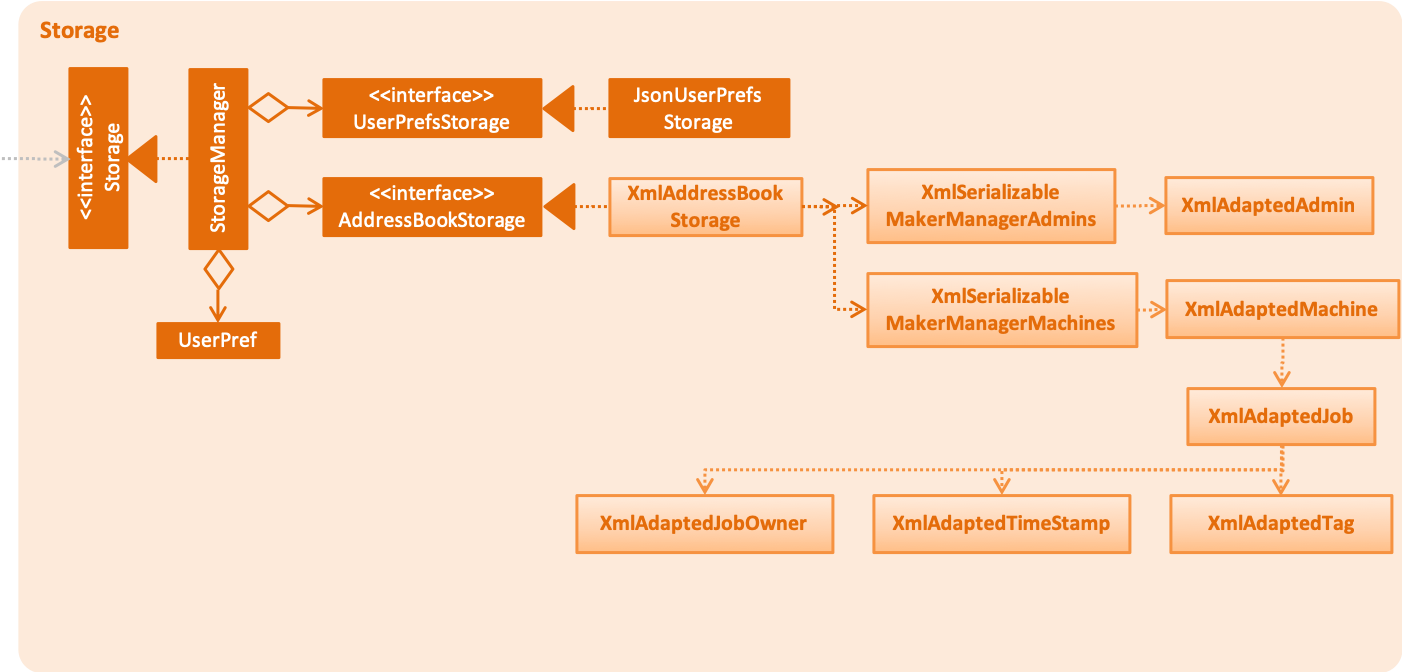 Storage
<<interface>>
Storage
StorageManager
<<interface>>
UserPrefsStorage
JsonUserPrefs
Storage
<<interface>>
AddressBookStorage
XmlAddressBook
Storage
XmlSerializable
MakerManagerAdmins
XmlAdaptedAdmin
XmlSerializable
MakerManagerMachines
XmlAdaptedMachine
UserPref
XmlAdaptedJob
XmlAdaptedJobOwner
XmlAdaptedTimeStamp
XmlAdaptedTag